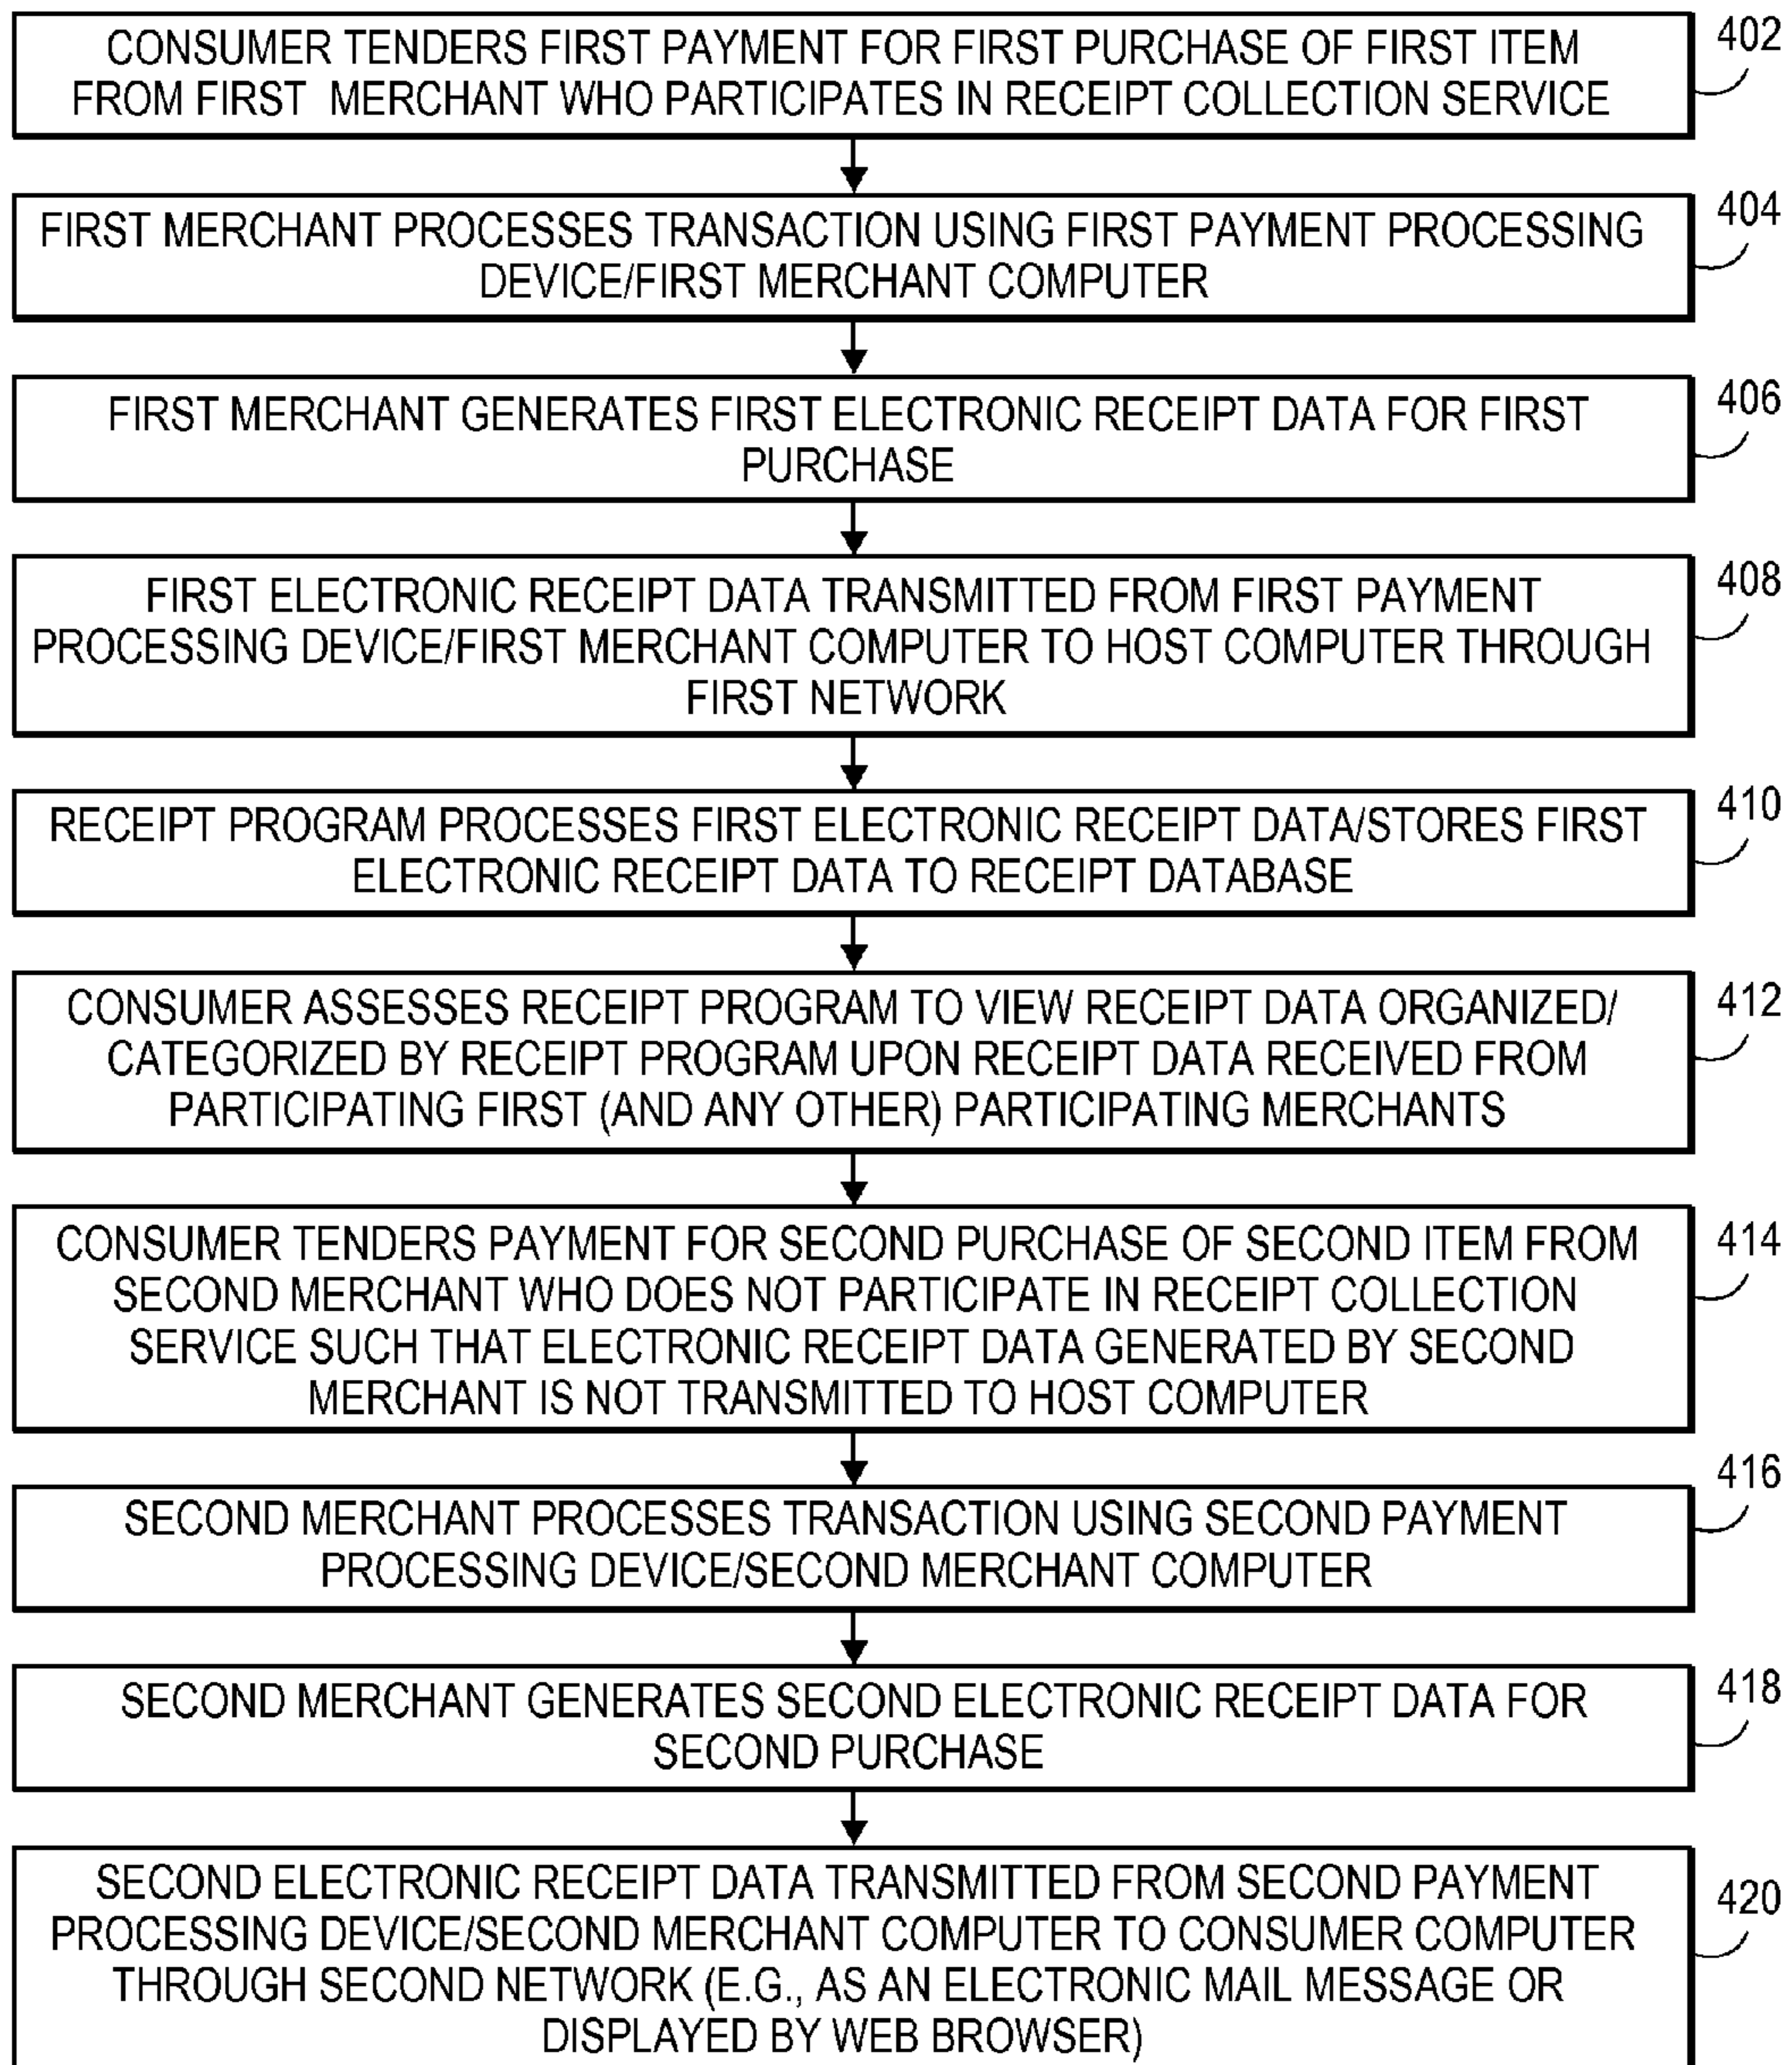 CONSUMER TENDERS FIRST PAYMENT FOR FIRST PURCHASE OF FIRST ITEM
FROM FIRST MERCHANT WHO PARTICIPATES IN RECEIPT COLLECTION SERVICE
402
FIRST MERCHANT PROCESSES TRANSACTION USING FIRST PAYMENT PROCESSING
DEVICE/FIRST MERCHANT COMPUTER
404
FIRST MERCHANT GENERATES FIRST ELECTRONIC RECEIPT DATA FOR FIRST
PURCHASE
406
FIRST ELECTRONIC RECEIPT DATA TRANSMITTED FROM FIRST PAYMENT
PROCESSING DEVICE/FIRST MERCHANT COMPUTER TO HOST COMPUTER THROUGH
FIRST NETWORK
408
RECEIPT PROGRAM PROCESSES FIRST ELECTRONIC RECEIPT DATA/STORES FIRST
ELECTRONIC RECEIPT DATA TO RECEIPT DATABASE
410
CONSUMER ASSESSES RECEIPT PROGRAM TO VIEW RECEIPT DATA ORGANIZED/
CATEGORIZED BY RECEIPT PROGRAM UPON RECEIPT DATA RECEIVED FROM
PARTICIPATING FIRST (AND ANY OTHER) PARTICIPATING MERCHANTS
412
CONSUMER TENDERS PAYMENT FOR SECOND PURCHASE OF SECOND ITEM FROM
SECOND MERCHANT WHO DOES NOT PARTICIPATE IN RECEIPT COLLECTION
SERVICE SUCH THAT ELECTRONIC RECEIPT DATA GENERATED BY SECOND
MERCHANT IS NOT TRANSMITTED TO HOST COMPUTER
414
SECOND MERCHANT PROCESSES TRANSACTION USING SECOND PAYMENT
PROCESSING DEVICE/SECOND MERCHANT COMPUTER
416
SECOND MERCHANT GENERATES SECOND ELECTRONIC RECEIPT DATA FOR
SECOND PURCHASE
418
SECOND ELECTRONIC RECEIPT DATA TRANSMITTED FROM SECOND PAYMENT
PROCESSING DEVICE/SECOND MERCHANT COMPUTER TO CONSUMER COMPUTER
THROUGH SECOND NETWORK (E.G., AS AN ELECTRONIC MAIL MESSAGE OR
DISPLAYED BY WEB BROWSER)
420